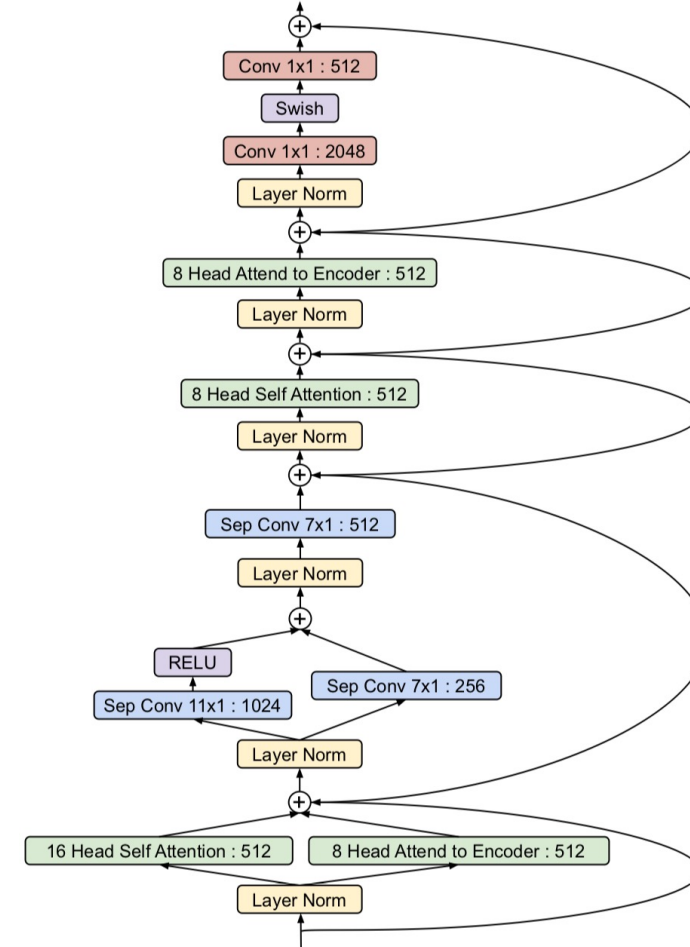 +
Conv 1x1 : 512
Swish
Conv 1x1 : 2048
Layer Norm
+
8 Head Attend to Encoder : 512
Layer Norm
+
8 Head Self Attention : 512
Layer Norm
+
Sep Conv 7x1 : 512
Layer Norm
+
RELU
Sep Conv 7x1 : 256
Sep Conv 11x1 : 1024
Layer Norm
+
16 Head Self Attention : 512
8 Head Attend to Encoder : 512
Layer Norm